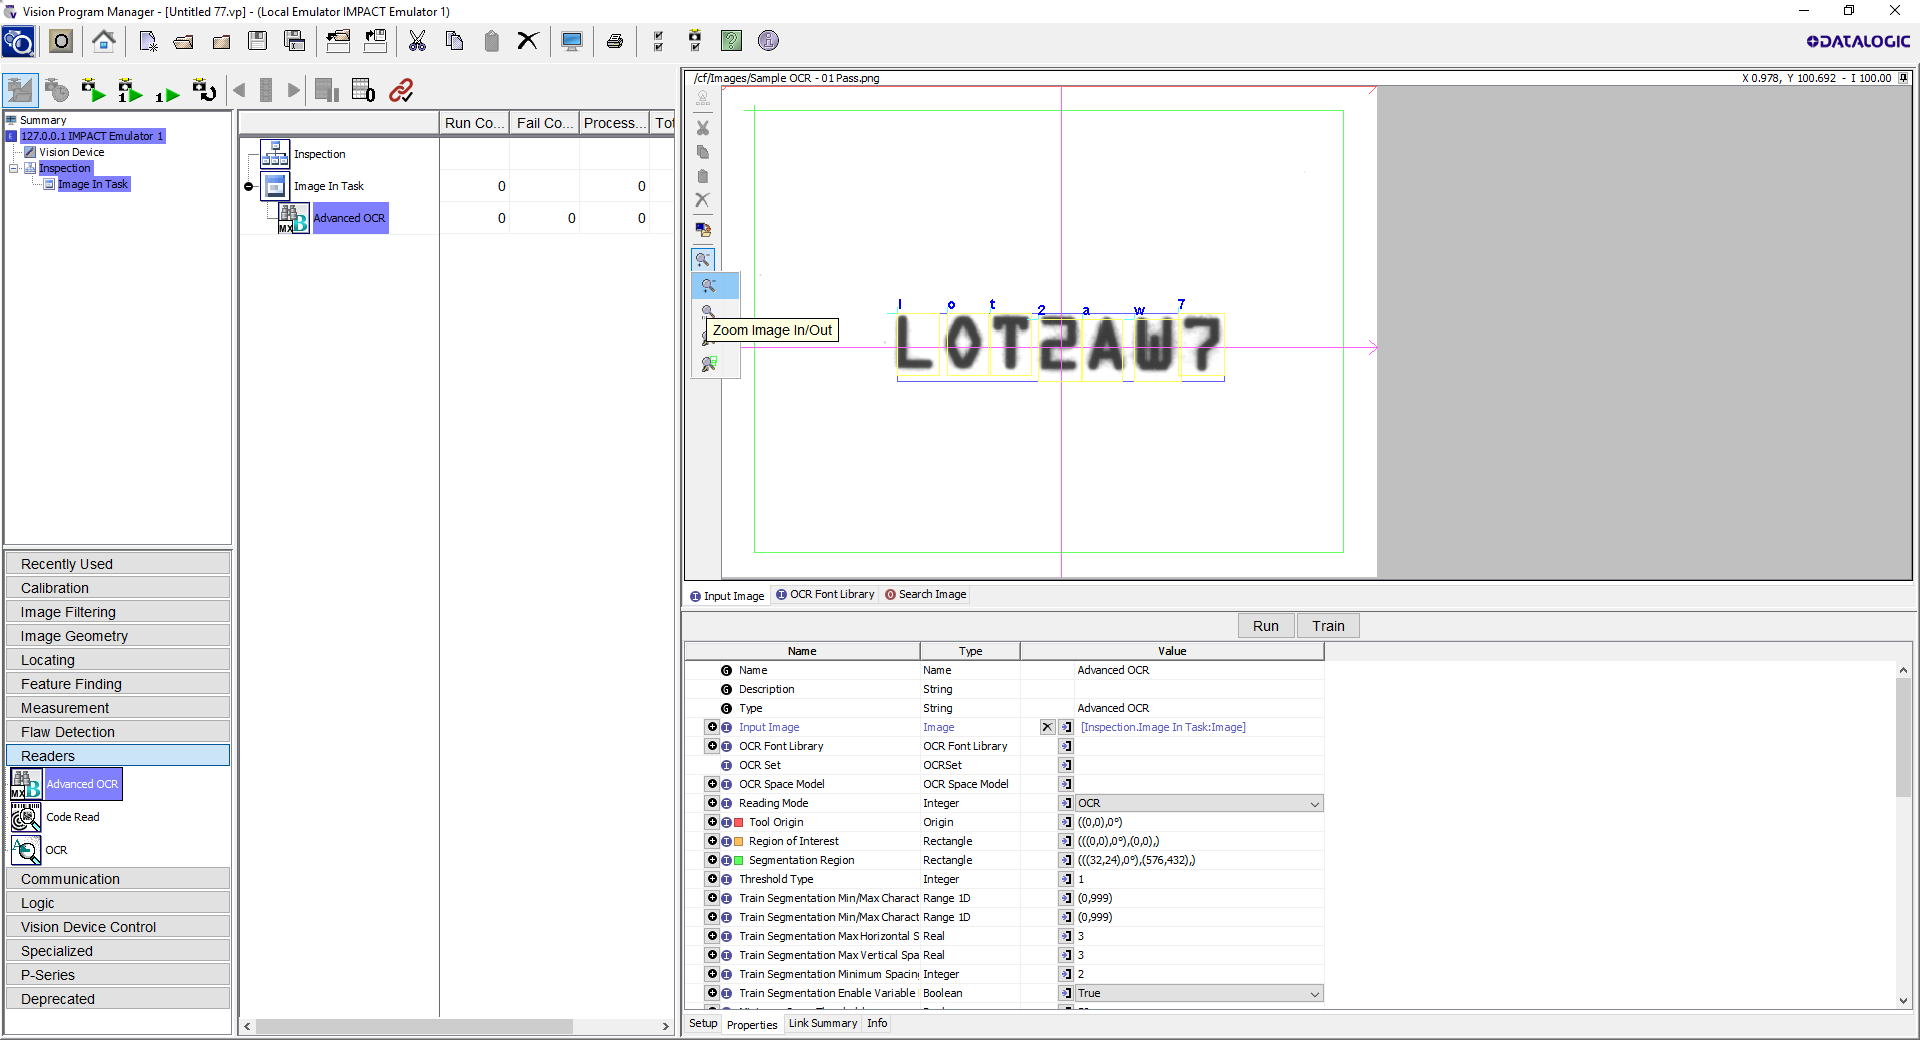 Vision Program Manager - [Untitled 77.vp] - (Local Emulator IMPACT Emulator 1)
DATALOGIC
Summary
127.0.0.1 IMPACT Emulator 1
Vision Device
Inspection
Image In Task
Recently Used
Calibration
Image Filtering
Image Geometry
Locating
Feature Finding
Measurement
Flaw Detection
Readers
Advanced OCR
Code Read
OCR
Communication
Logic
Vision Device Control
Specialized
P-Series
Deprecated
Run Co... Fail Co... Process... Tot
Inspection
Image In Task 0 0
Advanced OCR 0 0 0
/cf/Images/Sample OCR - 01 Pass.png X 0.978, Y 100.692 - I 100.00
Zoom Image In/Out
l o t 2 a w 7
LOT2AW7
Input Image OCR Font Library Search Image
Run Train
Name Type Value
Name Name Advanced OCR
Description String
Type String Advanced OCR
Input Image Image [Inspection.Image In Task:Image]
OCR Font Library OCR Font Library
OCR Set OCRSet
OCR Space Model OCR Space Model
Reading Mode Integer OCR
Tool Origin Origin ((0,0),0°)
Region of Interest Rectangle (((0,0),0°),(0,0),)
Segmentation Region Rectangle (((32,24),0°),(576,432),)
Threshold Type Integer 1
Train Segmentation Min/Max Charact Range 1D (0,999)
Train Segmentation Min/Max Charact Range 1D (0,999)
Train Segmentation Max Horizontal S Real 3
Train Segmentation Max Vertical Spa Real 3
Train Segmentation Minimum Spacing Integer 2
Train Segmentation Enable Variable Boolean True
Setup Properties Link Summary Info